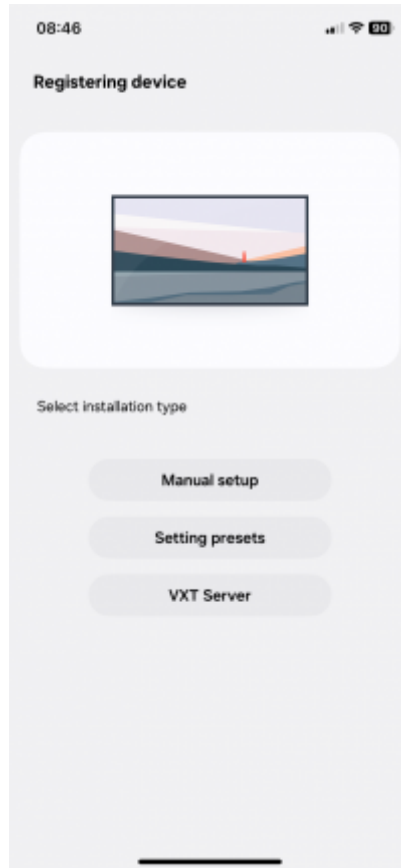 08:46
90
Registering device
Select installation type
Manual setup
Setting presets
VXT Server